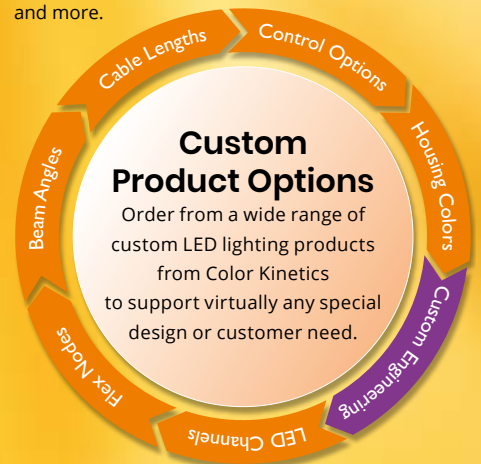 and more.
Cable Lengths
Control Options
Housing Colors
Custom Engineering
LED Channels
Flex Nodes
Beam Angles
Custom
Product Options
Order from a wide range of
custom LED lighting products
from Color Kinetics
to support virtually any special
design or customer need.